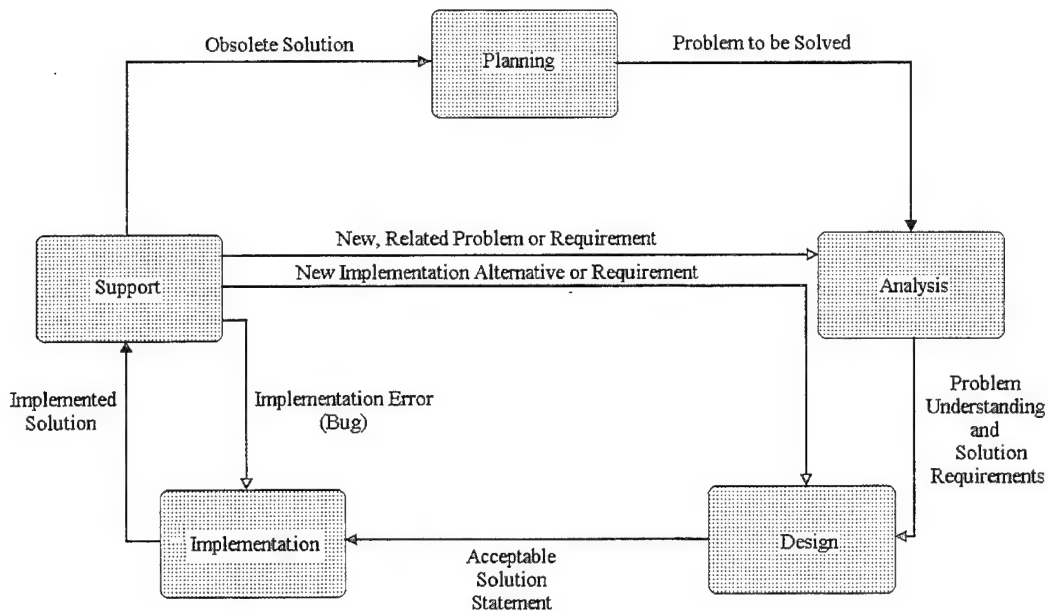 Obsolete Solution
Planning
Problem to be Solved
New, Related Problem or Requirement
New Implementation Alternative or Requirement
Support
Analysis
Implemented
Solution
Implementation Error
(Bug)
Problem
Understanding
and
Solution
Requirements
Implementation
Design
Acceptable
Solution
Statement